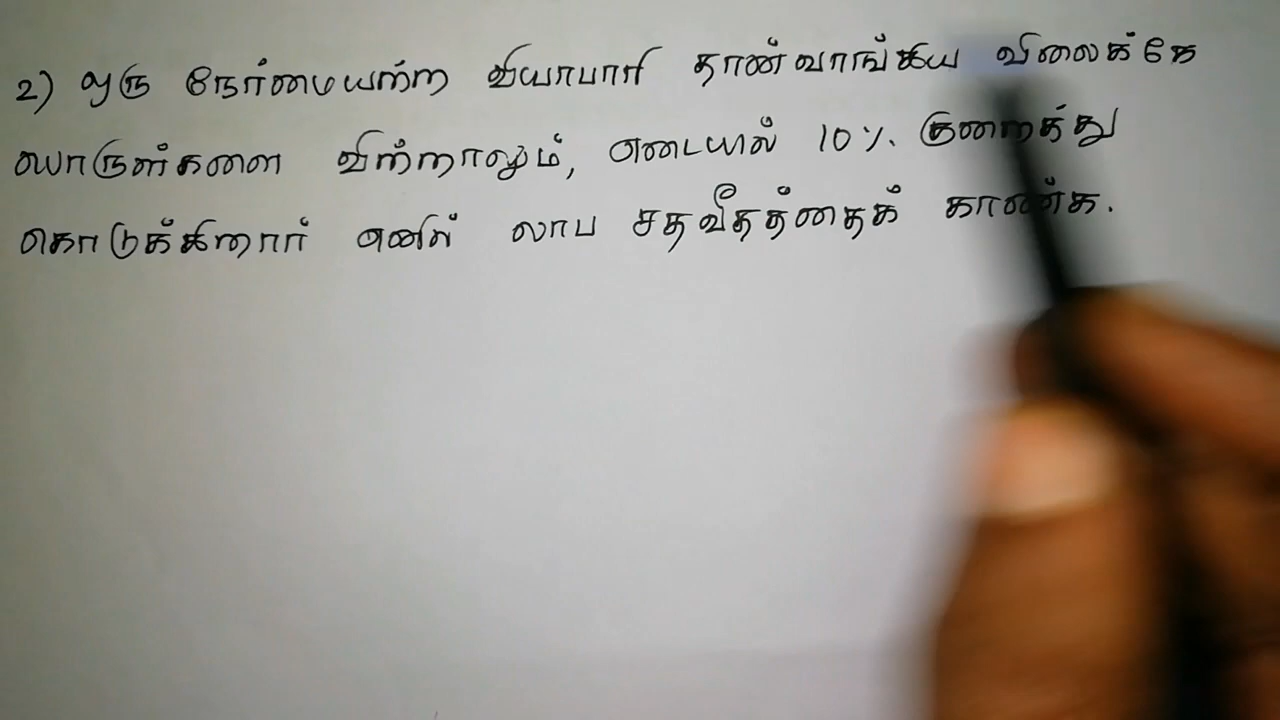 2) ஒரு நேர்மையற்ற வியாபாரி தான் வாங்கிய விலைக்கே
பொருள்களை விற்றாலும், எடையில் 10%. குறைத்து
கொடுக்கிறார் எனில் லாப சதவீதத்தைக் காண்க.